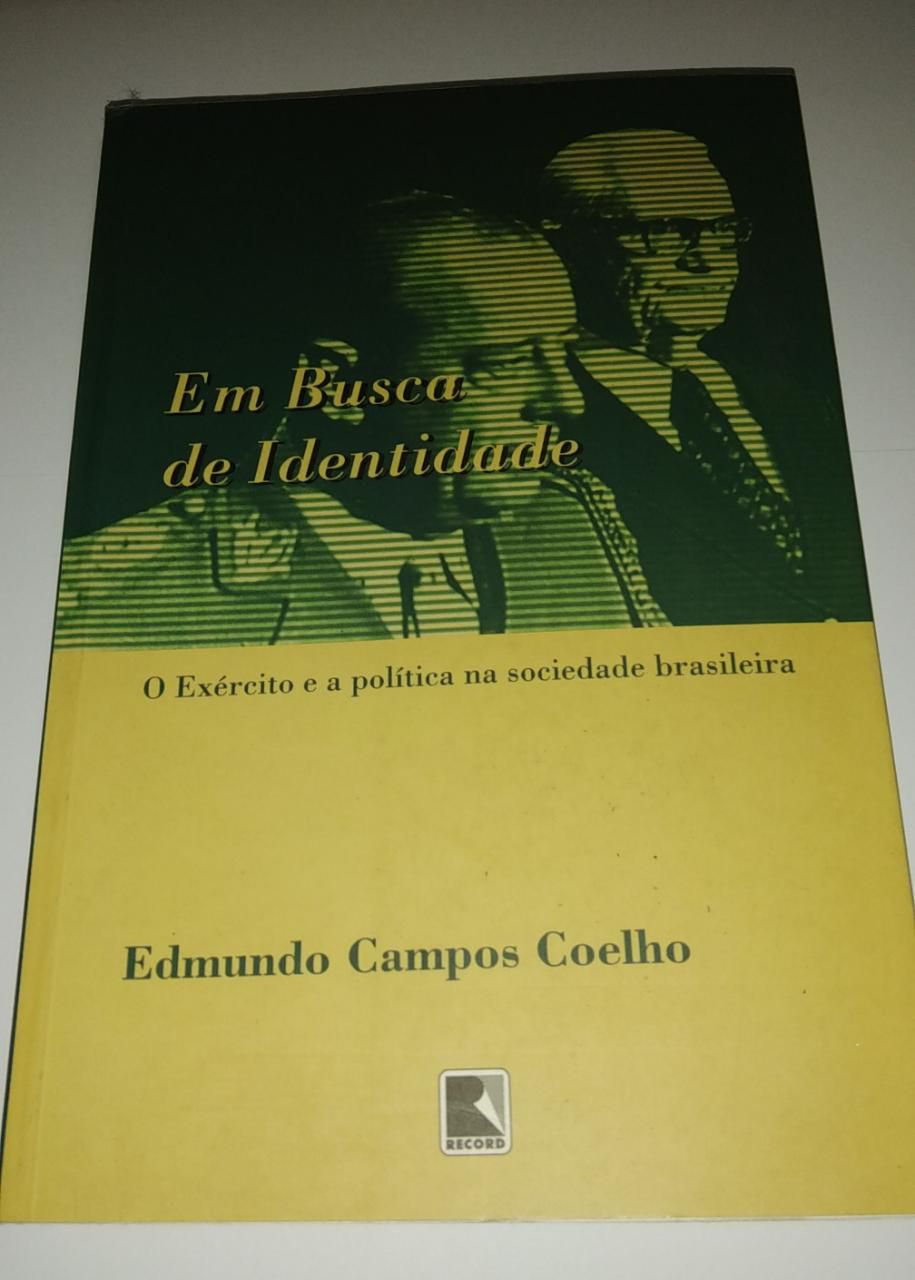 Em Busca
de Identidade
O Exército e a política na sociedade brasileira
Edmundo Campos Coelho
RECORD